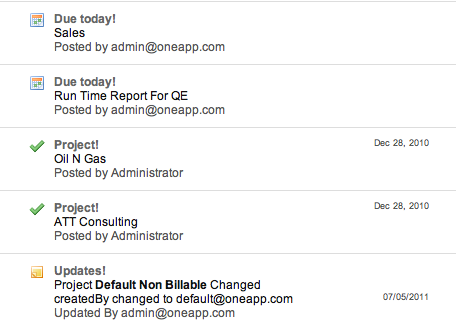 Due today!
Sales
Posted by admin@oneapp.com
Due today!
Run Time Report For QE
Posted by admin@oneapp.com
Project!
Dec 28, 2010
Oil N Gas
Posted by Administrator
Project!
Dec 28, 2010
ATT Consulting
Posted by Administrator
Updates!
Project Default Non Billable Changed
createdBy changed to default@oneapp.com
07/05/2011
Updated By admin@oneapp.com